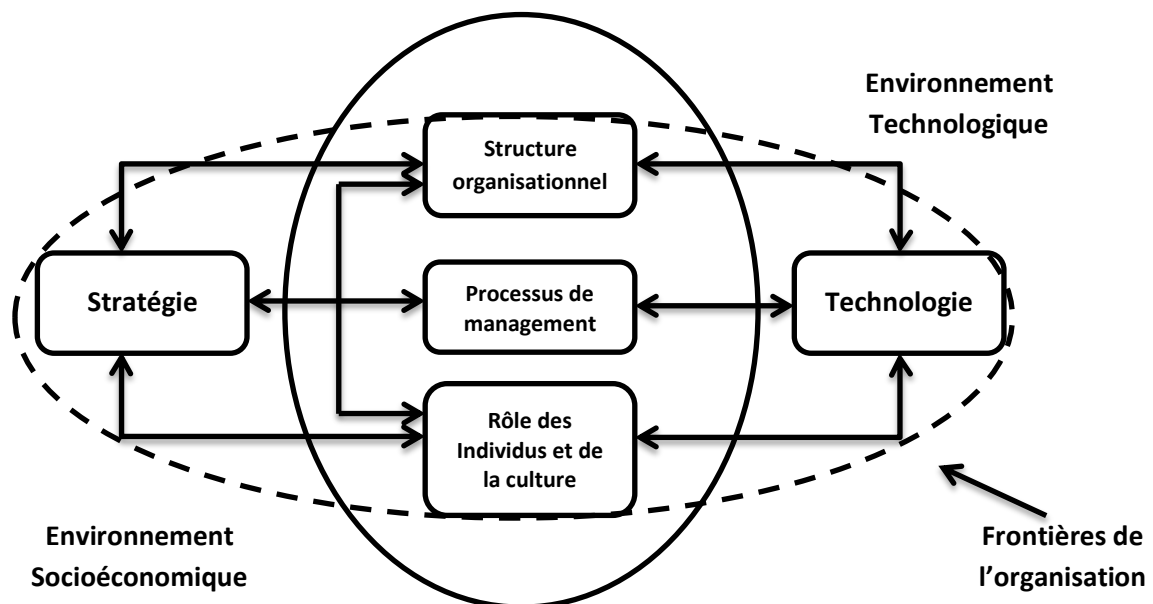 Environnement
Technologique
Structure
organisationnel
Stratégie
Processus de
management
Technologie
Rôle des
Individus et de
la culture
Environnement
Socioéconomique
Frontières de
l’organisation